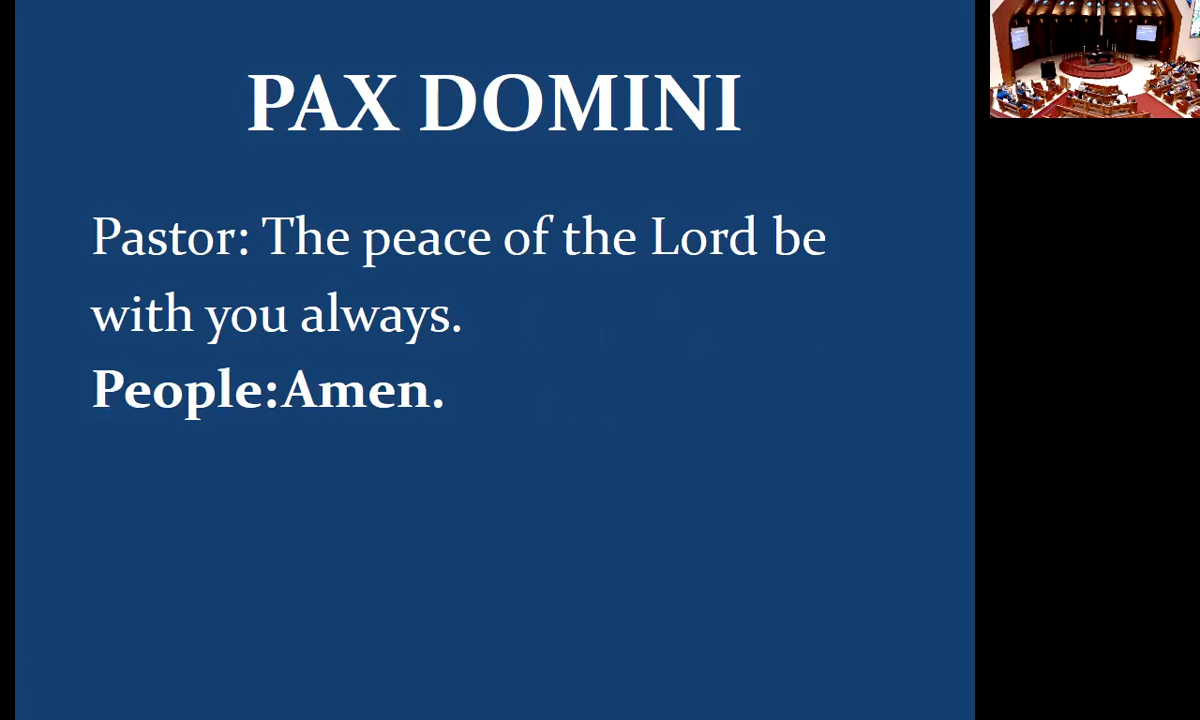 PAX DOMINI
Pastor: The peace of the Lord be
with you always.
People:Amen.